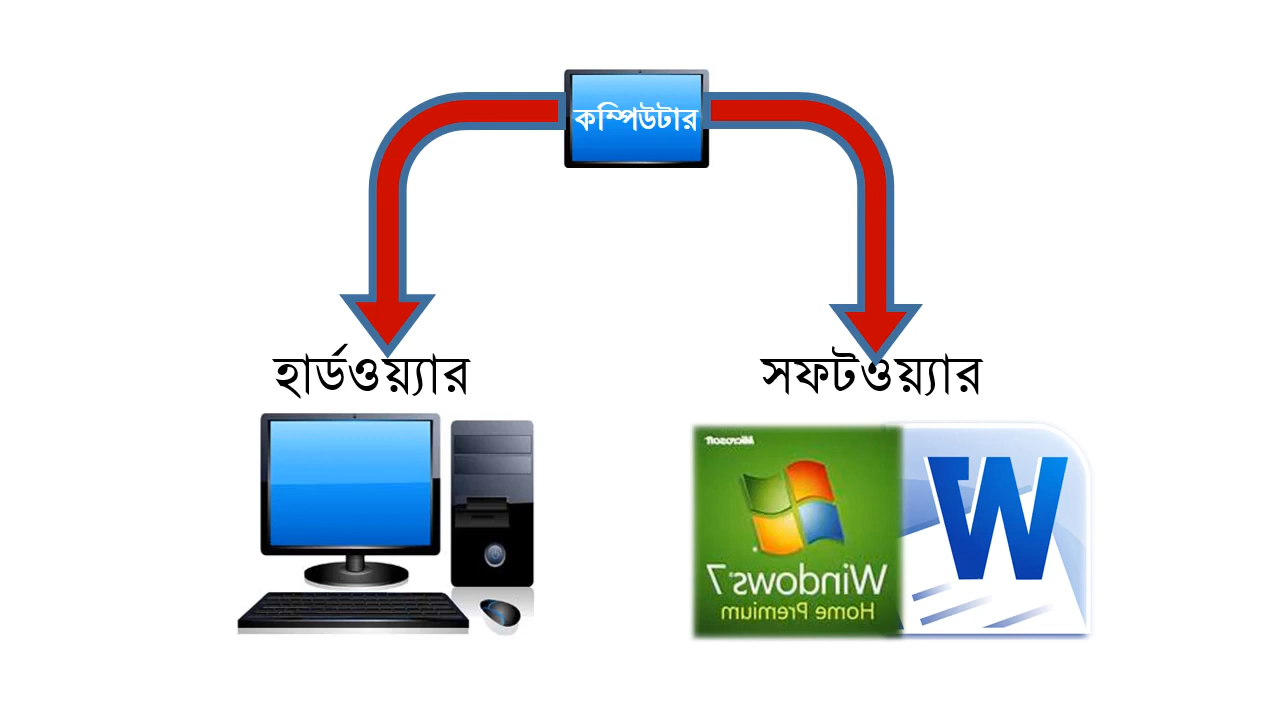 কম্পিউটার
হার্ডওয়্যার
সফটওয়্যার
Microsoft
Windows 7
Home Premium
W